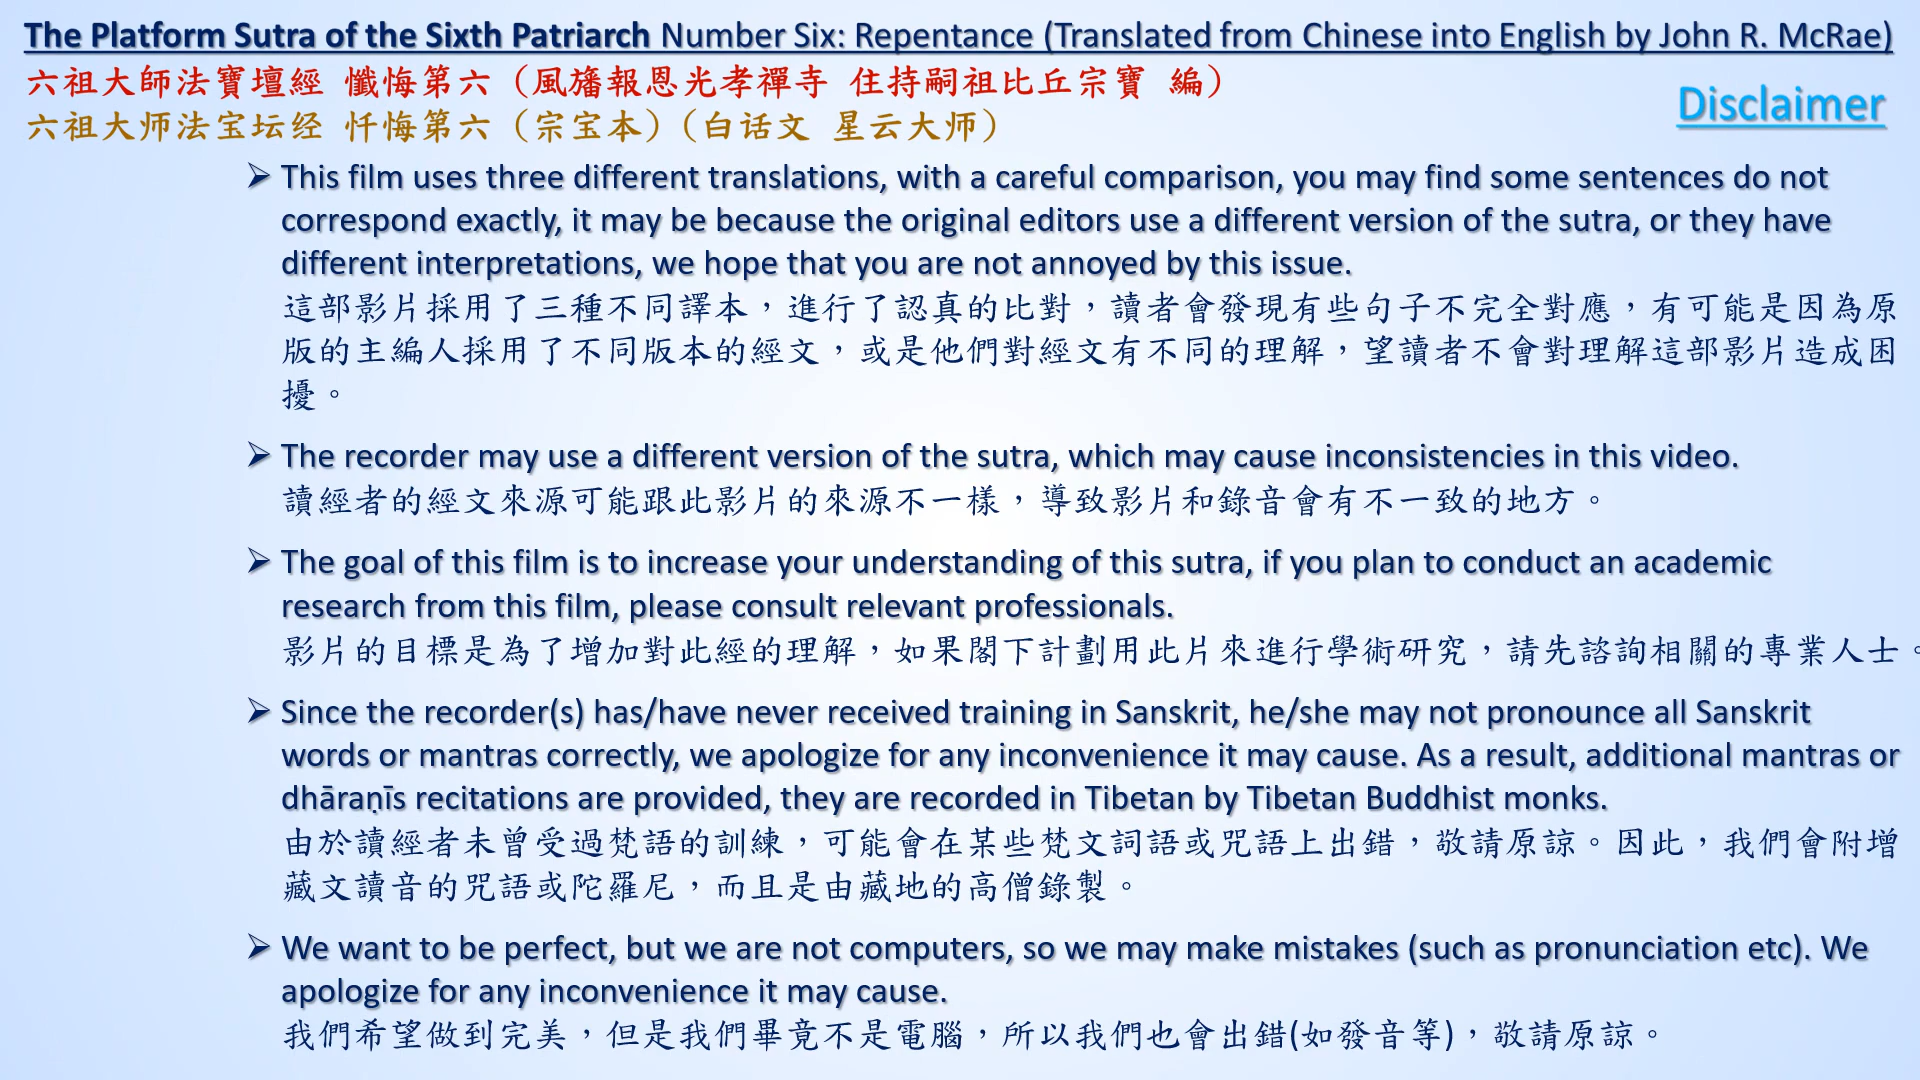 The Platform Sutra of the Sixth Patriarch Number Six: Repentance (Translated from Chinese into English by John R. McRae)
六祖大師法寶壇經 懺悔第六（風旛報恩光孝禪寺 住持嗣祖比丘宗寶 編）
六祖大师法宝坛经 忏悔第六（宗宝本）（白话文 星云大师）
Disclaimer
➢ This film uses three different translations, with a careful comparison, you may find some sentences do not
correspond exactly, it may be because the original editors use a different version of the sutra, or they have
different interpretations, we hope that you are not annoyed by this issue.
這部影片採用了三種不同譯本，進行了認真的比對，讀者會發現有些句子不完全對應，有可能是因為原
版的主編人採用了不同版本的經文，或是他們對經文有不同的理解，望讀者不會對理解這部影片造成困
擾。
➢ The recorder may use a different version of the sutra, which may cause inconsistencies in this video.
讀經者的經文來源可能跟此影片的來源不一樣，導致影片和錄音會有不一致的地方。
➢ The goal of this film is to increase your understanding of this sutra, if you plan to conduct an academic
research from this film, please consult relevant professionals.
影片的目標是為了增加對此經的理解，如果閣下計劃用此片來進行學術研究，請先諮詢相關的專業人士。
➢ Since the recorder(s) has/have never received training in Sanskrit, he/she may not pronounce all Sanskrit
words or mantras correctly, we apologize for any inconvenience it may cause. As a result, additional mantras or
dhāraṇīs recitations are provided, they are recorded in Tibetan by Tibetan Buddhist monks.
由於讀經者未曾受過梵語的訓練，可能會在某些梵文詞語或咒語上出錯，敬請原諒。因此，我們會附增
藏文讀音的咒語或陀羅尼，而且是由藏地的高僧錄製。
➢ We want to be perfect, but we are not computers, so we may make mistakes (such as pronunciation etc). We
apologize for any inconvenience it may cause.
我們希望做到完美，但是我們畢竟不是電腦，所以我們也會出錯(如發音等)，敬請原諒。